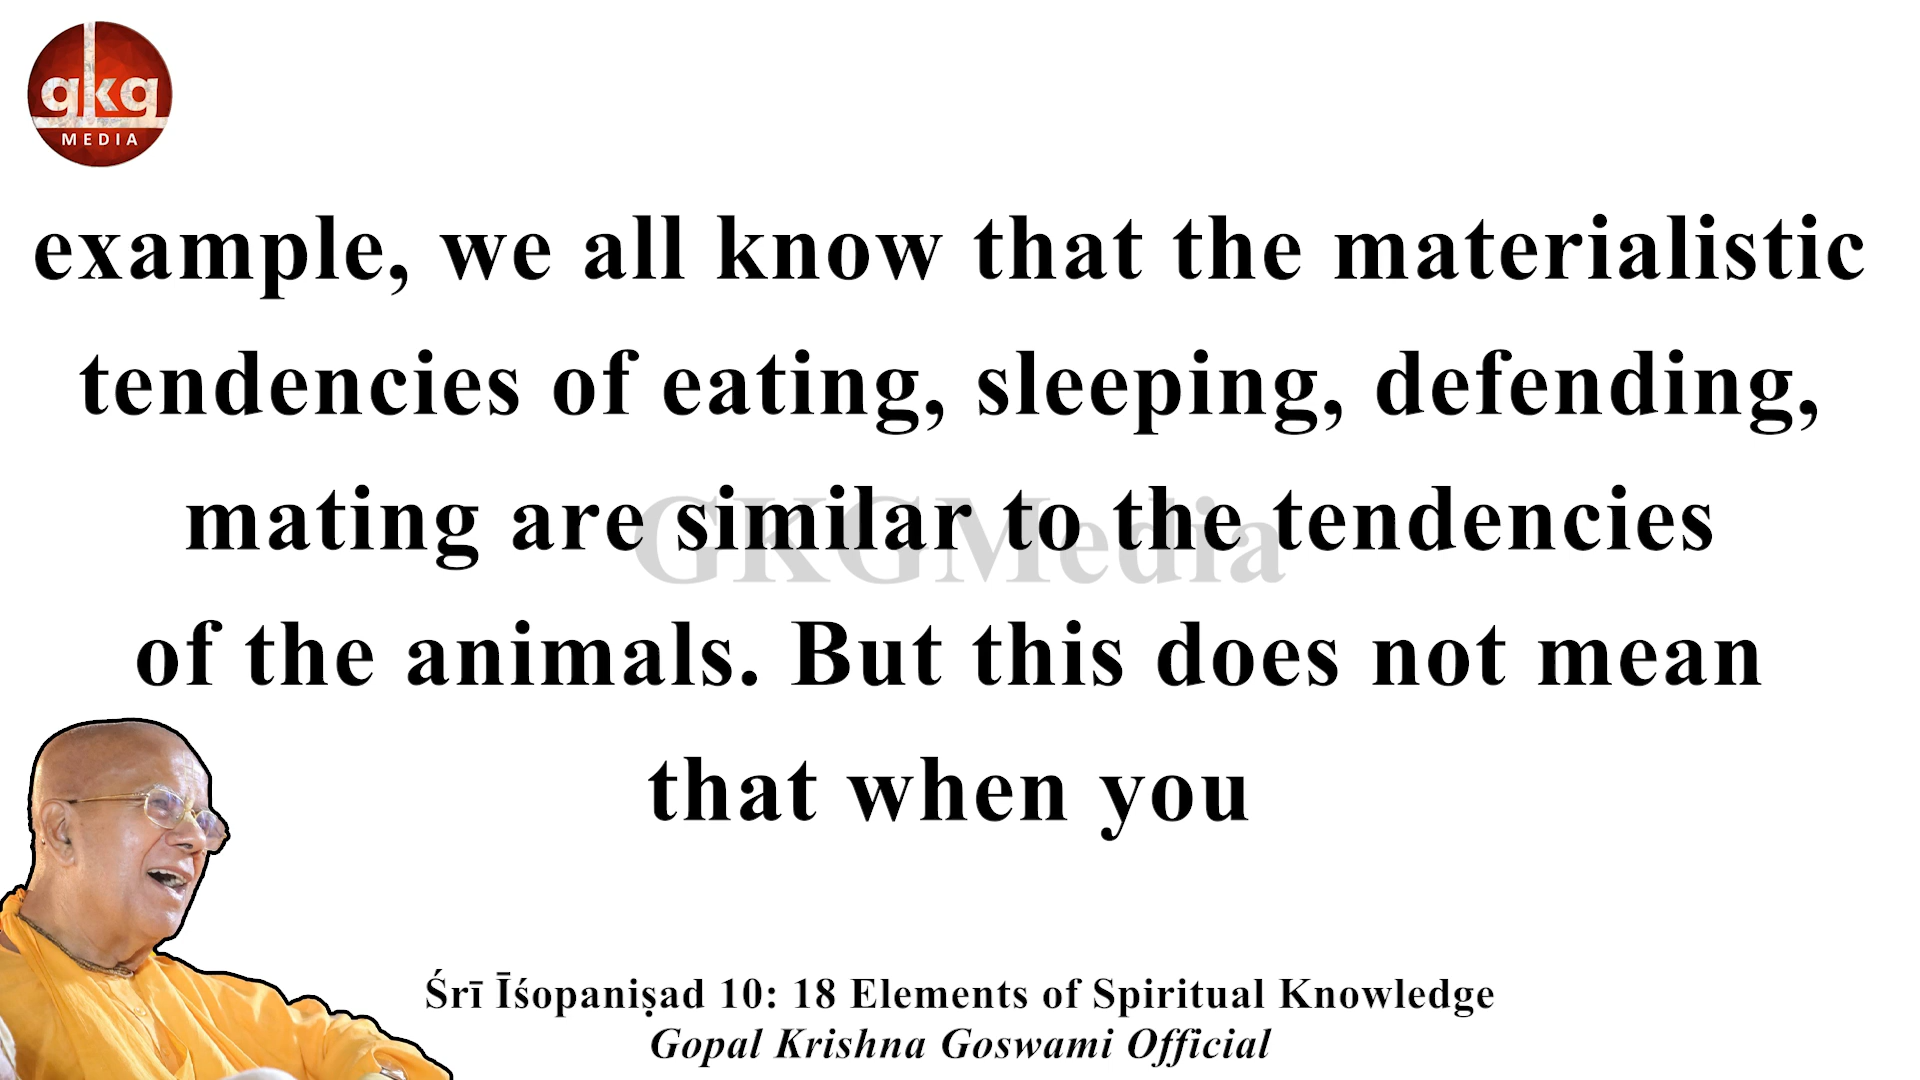 gkg
MEDIA
example, we all know that the materialistic
tendencies of eating, sleeping, defending,
mating are similar to the tendencies
of the animals. But this does not mean
that when you
GKGMedia
Śrī Īśopaniṣad 10: 18 Elements of Spiritual Knowledge
Gopal Krishna Goswami Official